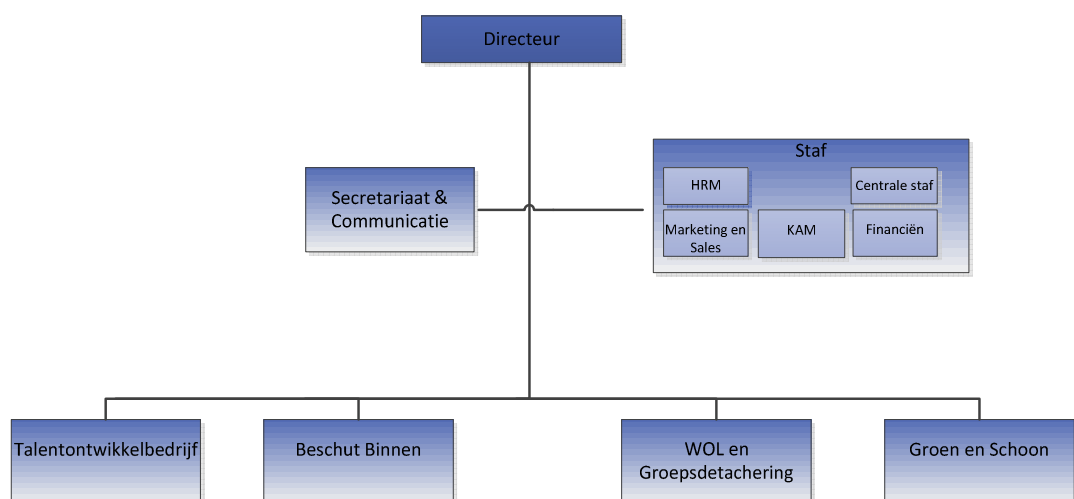 Directeur
Staf
HRM
Centrale staf
Secretariaat &
Communicatie
Marketing en
Sales
KAM
Financiën
Talentontwikkelbedrijf
Beschut Binnen
WOL en
Groepsdetachering
Groen en Schoon